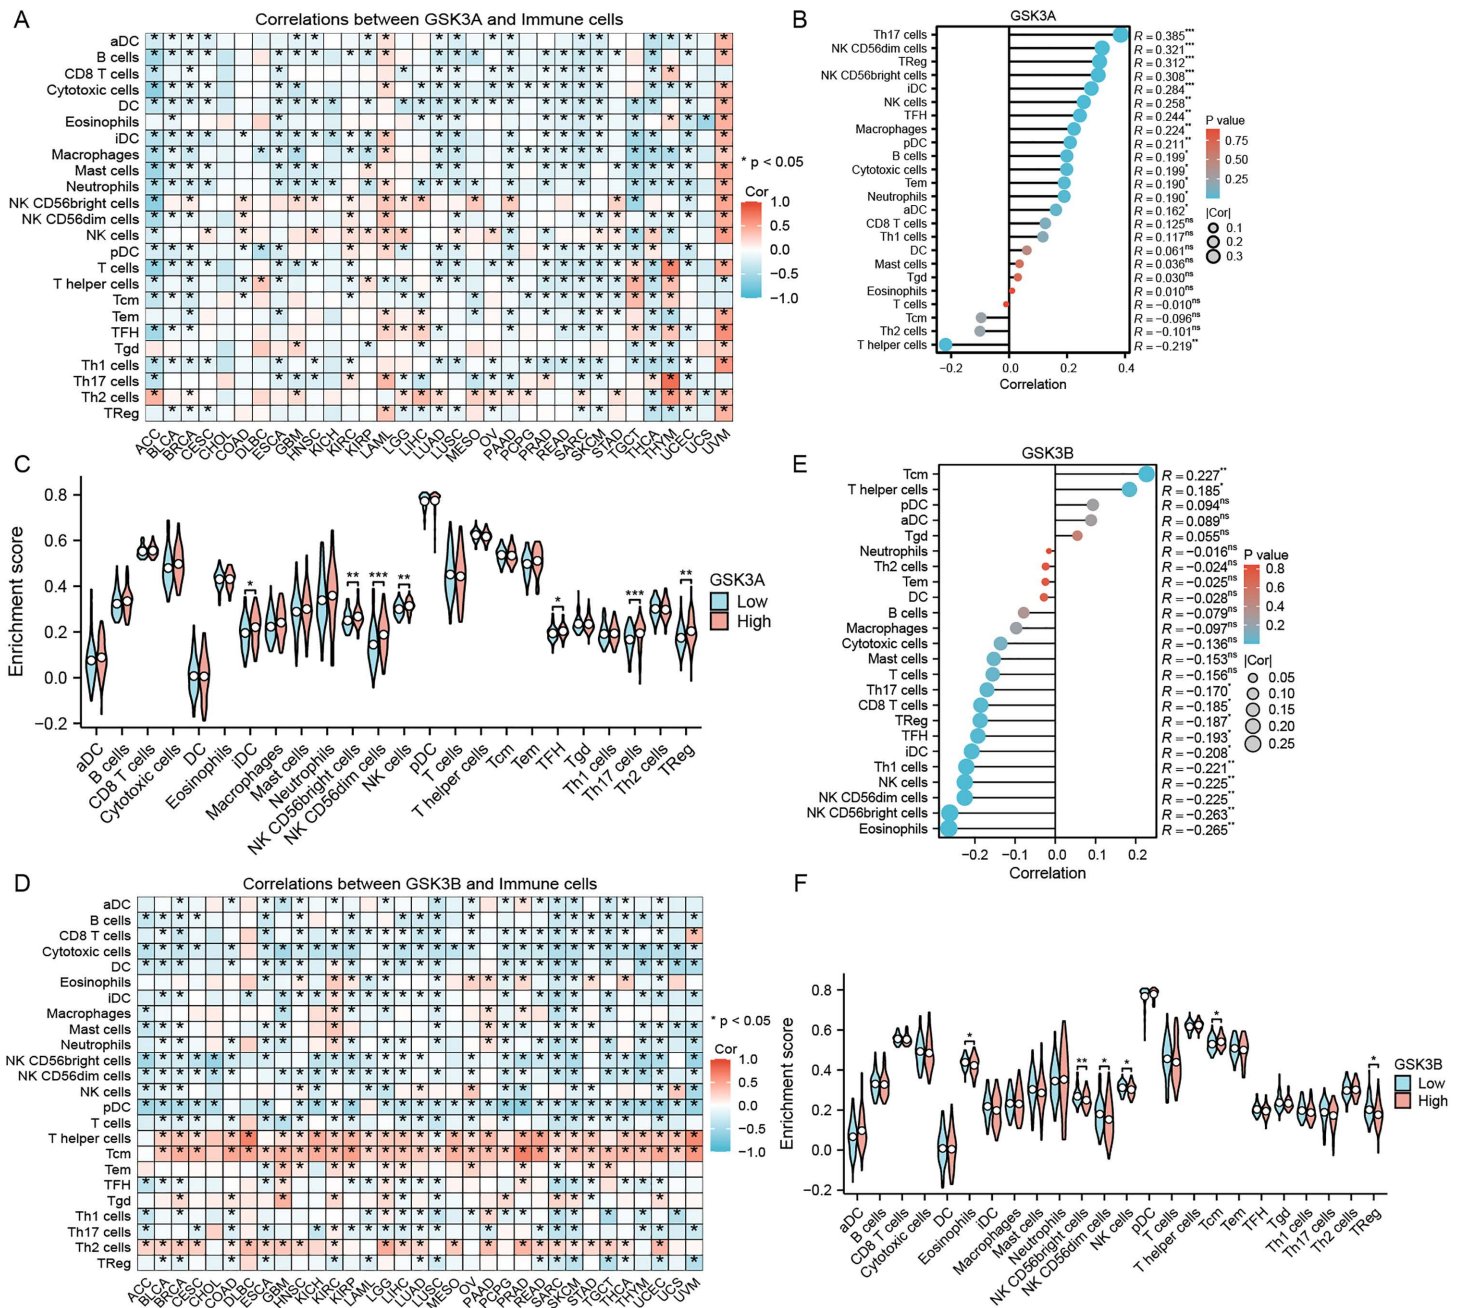 A
Correlations between GSK3A and Immune cells
aDC
B cells
CD8 T cells
Cytotoxic cells
DC
Eosinophils
iDC
Macrophages
Mast cells
Neutrophils
NK CD56bright cells
NK CD56dim cells
NK cells
pDC
T cells
T helper cells
Tcm
Tem
TFH
Tgd
Th1 cells
Th17 cells
Th2 cells
TReg
ACC BLCA BRCA CESC CHOL COAD DLBC ESCA GBM HNSC KICH KIRC KIRP LAML LGG LIHC LUAD LUSC MESO OV PAAD PCPG PRAD READ SARC SKCM STAD TGCT THCA THYM UCEC UCS UVM
* p < 0.05
Cor
1.0
0.5
0.0
−0.5
−1.0
B
GSK3A
Th17 cells R = 0.385***
NK CD56dim cells R = 0.321***
TReg R = 0.312***
NK CD56bright cells R = 0.308***
iDC R = 0.284***
NK cells R = 0.258**
TFH R = 0.244**
Macrophages R = 0.224**
pDC R = 0.211**
B cells R = 0.199*
Cytotoxic cells R = 0.199*
Tem R = 0.190*
Neutrophils R = 0.190*
aDC R = 0.162*
CD8 T cells R = 0.125ns
Th1 cells R = 0.117ns
DC R = 0.061ns
Mast cells R = 0.036ns
Tgd R = 0.030ns
Eosinophils R = 0.010ns
T cells R = −0.010ns
Tcm R = −0.096ns
Th2 cells R = −0.101ns
T helper cells R = −0.219**
−0.2 0.0 0.2 0.4
Correlation
P value
0.75
0.50
0.25
|Cor|
0.1
0.2
0.3
C
Enrichment score
0.8
0.6
0.4
0.2
0.0
−0.2
* ** *** ** * *** **
aDC B cells CD8 T cells Cytotoxic cells DC Eosinophils iDC Macrophages Mast cells Neutrophils NK CD56bright cells NK CD56dim cells NK cells pDC T cells T helper cells Tcm Tem TFH Tgd Th1 cells Th17 cells Th2 cells TReg
GSK3A
Low
High
E
GSK3B
Tcm R = 0.227**
T helper cells R = 0.185*
pDC R = 0.094ns
aDC R = 0.089ns
Tgd R = 0.055ns
Neutrophils R = −0.016ns
Th2 cells R = −0.024ns
Tem R = −0.025ns
DC R = −0.028ns
B cells R = −0.079ns
Macrophages R = −0.097ns
Cytotoxic cells R = −0.136ns
Mast cells R = −0.153ns
T cells R = −0.156ns
Th17 cells R = −0.170*
CD8 T cells R = −0.185*
TReg R = −0.187*
TFH R = −0.193*
iDC R = −0.208*
Th1 cells R = −0.221**
NK cells R = −0.225**
NK CD56dim cells R = −0.225**
NK CD56bright cells R = −0.263**
Eosinophils R = −0.265**
−0.2 −0.1 0.0 0.1 0.2
Correlation
P value
0.8
0.6
0.4
0.2
|Cor|
0.05
0.10
0.15
0.20
0.25
D
Correlations between GSK3B and Immune cells
aDC
B cells
CD8 T cells
Cytotoxic cells
DC
Eosinophils
iDC
Macrophages
Mast cells
Neutrophils
NK CD56bright cells
NK CD56dim cells
NK cells
pDC
T cells
T helper cells
Tcm
Tem
TFH
Tgd
Th1 cells
Th17 cells
Th2 cells
TReg
ACC BLCA BRCA CESC CHOL COAD DLBC ESCA GBM HNSC KICH KIRC KIRP LAML LGG LIHC LUAD LUSC MESO OV PAAD PCPG PRAD READ SARC SKCM STAD TGCT THCA THYM UCEC UCS UVM
* p < 0.05
Cor
1.0
0.5
0.0
−0.5
−1.0
F
Enrichment score
0.8
0.6
0.4
0.2
0.0
−0.2
* ** * * * *
aDC B cells CD8 T cells Cytotoxic cells DC Eosinophils iDC Macrophages Mast cells Neutrophils NK CD56bright cells NK CD56dim cells NK cells pDC T cells T helper cells Tcm Tem TFH Tgd Th1 cells Th17 cells Th2 cells TReg
GSK3B
Low
High